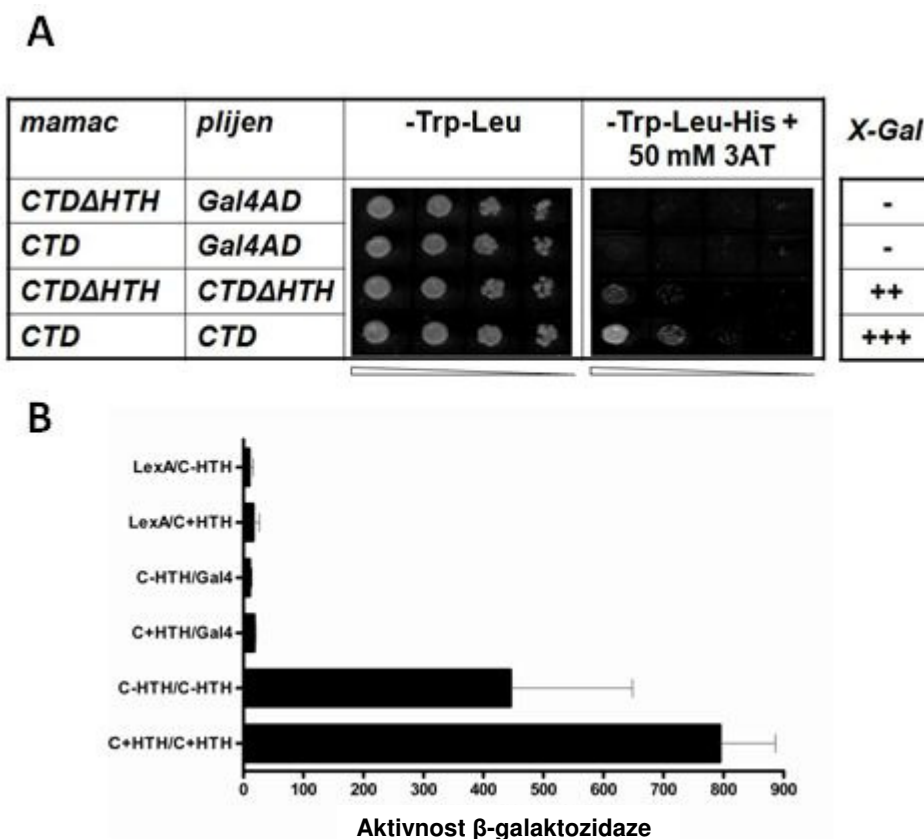 A
mamac plijen -Trp-Leu -Trp-Leu-His + X-Gal
50 mM 3AT
CTDΔHTH Gal4AD -
CTD Gal4AD -
CTDΔHTH CTDΔHTH ++
CTD CTD +++
B
LexA/C-HTH
LexA/C+HTH
C-HTH/Gal4
C+HTH/Gal4
C-HTH/C-HTH
C+HTH/C+HTH
0 100 200 300 400 500 600 700 800 900
Aktivnost β-galaktozidaze